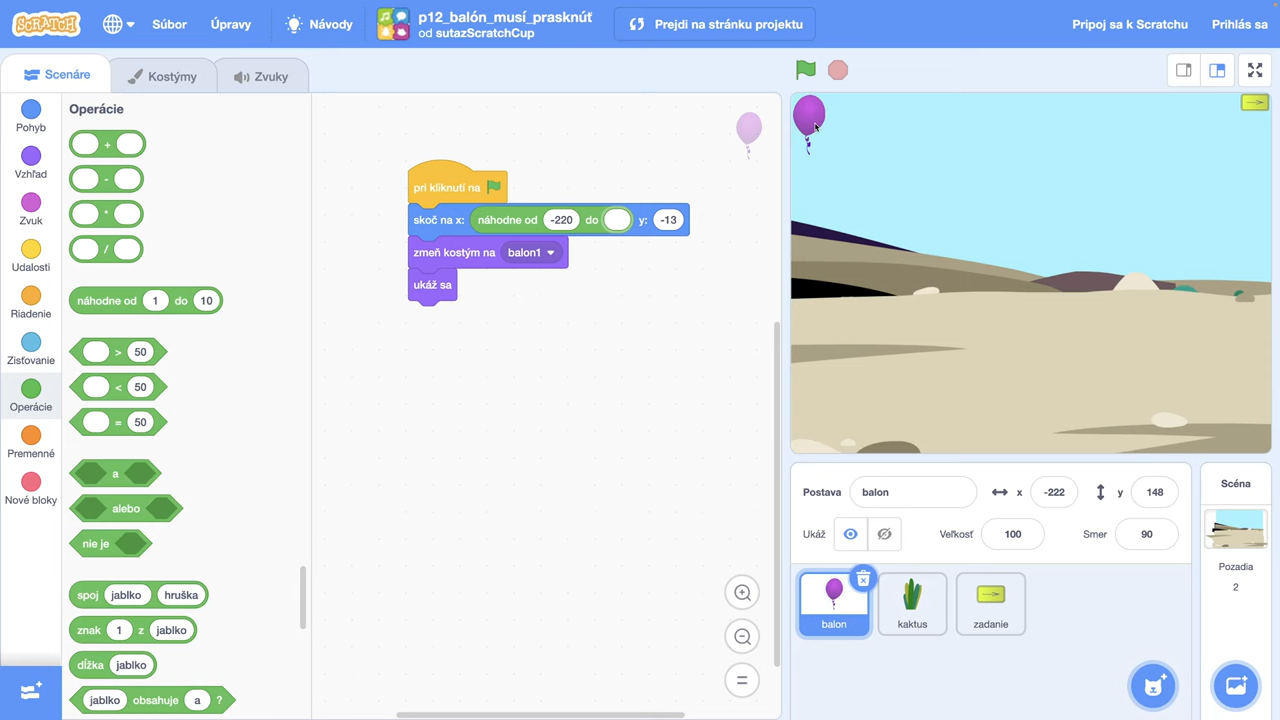 SCRATCH
Súbor
Úpravy
Návody
p12_balón_musí_prasknúť
od sutazScratchCup
Prejdi na stránku projektu
Pripoj sa k Scratchu
Prihlás sa
Scenáre
Kostýmy
Zvuky
Pohyb
Vzhľad
Zvuk
Udalosti
Riadenie
Zisťovanie
Operácie
Premenné
Nové bloky
Operácie
+
-
*
/
náhodne od 1 do 10
> 50
< 50
= 50
a
alebo
nie je
spoj jablko hruška
znak 1 z jablko
dĺžka jablko
jablko obsahuje a ?
pri kliknutí na
skoč na x: náhodne od -220 do y: -13
zmeň kostým na balon1
ukáž sa
Postava balon x -222 y 148
Ukáž Veľkosť 100 Smer 90
balon
kaktus
zadanie
Scéna
Pozadia
2